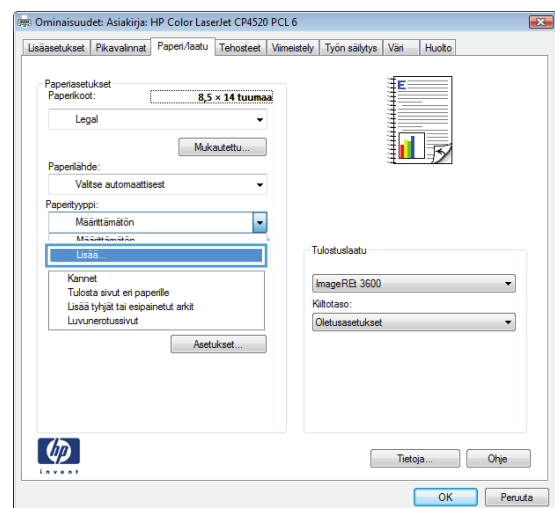 Ominaisuudet: Asiakirja: HP Color LaserJet CP4520 PCL 6
Lisäasetukset Pikavalinnat Paperi/laatu Tehosteet Viimeistely Työn säilytys Väri Huolto
Paperiasetukset
Paperikoot: 8,5 × 14 tuumaa
Legal
Mukautettu...
Paperilähde:
Valitse automaattisest
Paperityyppi:
Määrittämätön
Määrittämätön
Lisää...
Kannet
Tulosta sivut eri paperille
Lisää tyhjät tai esipainetut arkit
Luvunerotussivut
Asetukset...
E
Tulostuslaatu
ImageREt 3600
Kiiltotaso:
Oletusasetukset
hp
invent
Tietoja... Ohje
OK Peruuta